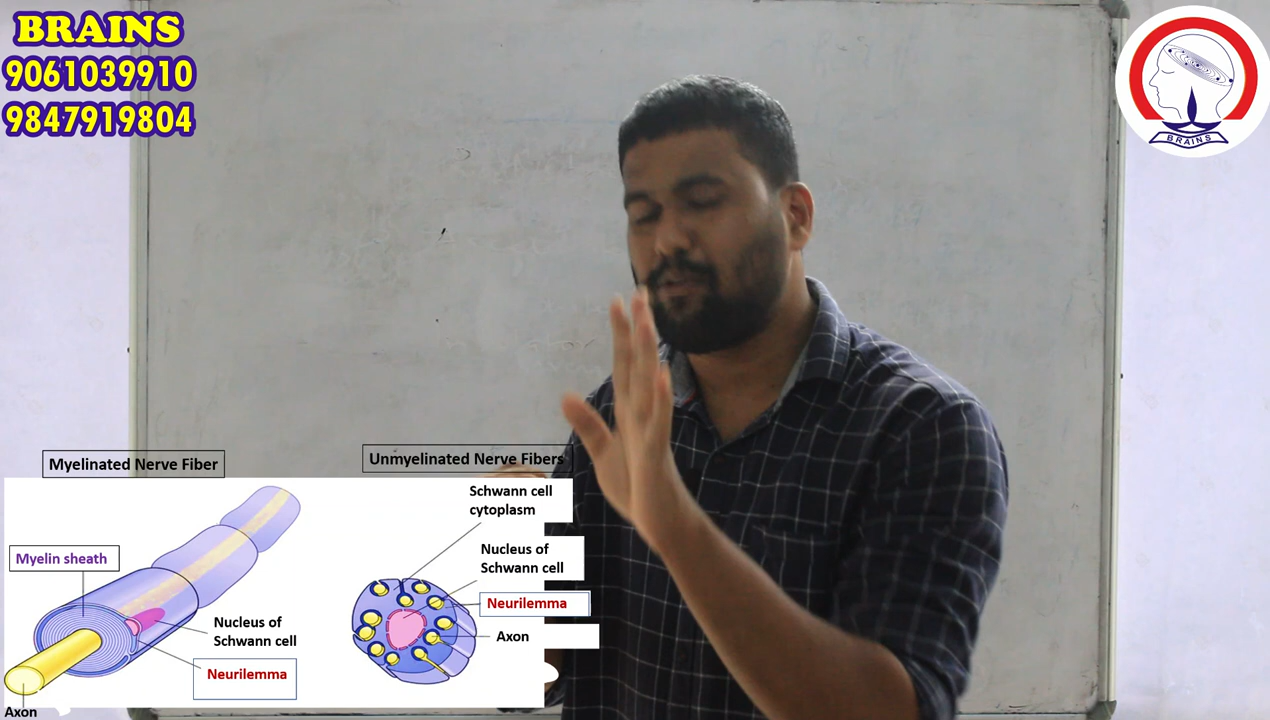 BRAINS
9061039910
9847919804
BRAINS
Myelinated Nerve Fiber
Unmyelinated Nerve Fibers
Schwann cell
cytoplasm
Myelin sheath
Nucleus of
Schwann cell
Neurilemma
Nucleus of
Schwann cell
Axon
Neurilemma
Axon